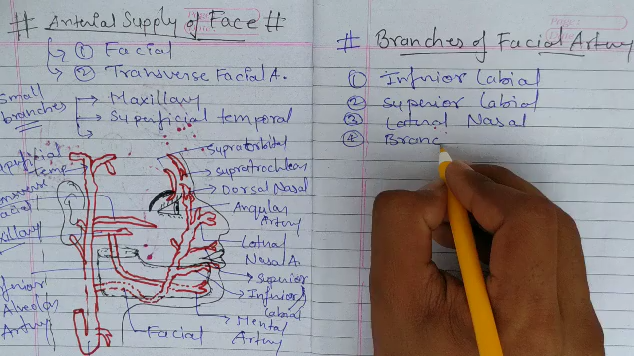 # Arterial Supply of Face #
① Facial
② Transverse Facial A.
Small branches
Maxillary
Superficial temporal
Supraorbital
Supratrochlear
Dorsal Nasal
Angular
Artery
Lateral
Nasal A.
Superior
Inferior
Labial
Mental
Artery
Facial
temp
Alveolar
Artery
# Branches of Facial Artery
① Inferior Labial
② Superior Labial
③ Lateral Nasal
④ Branc